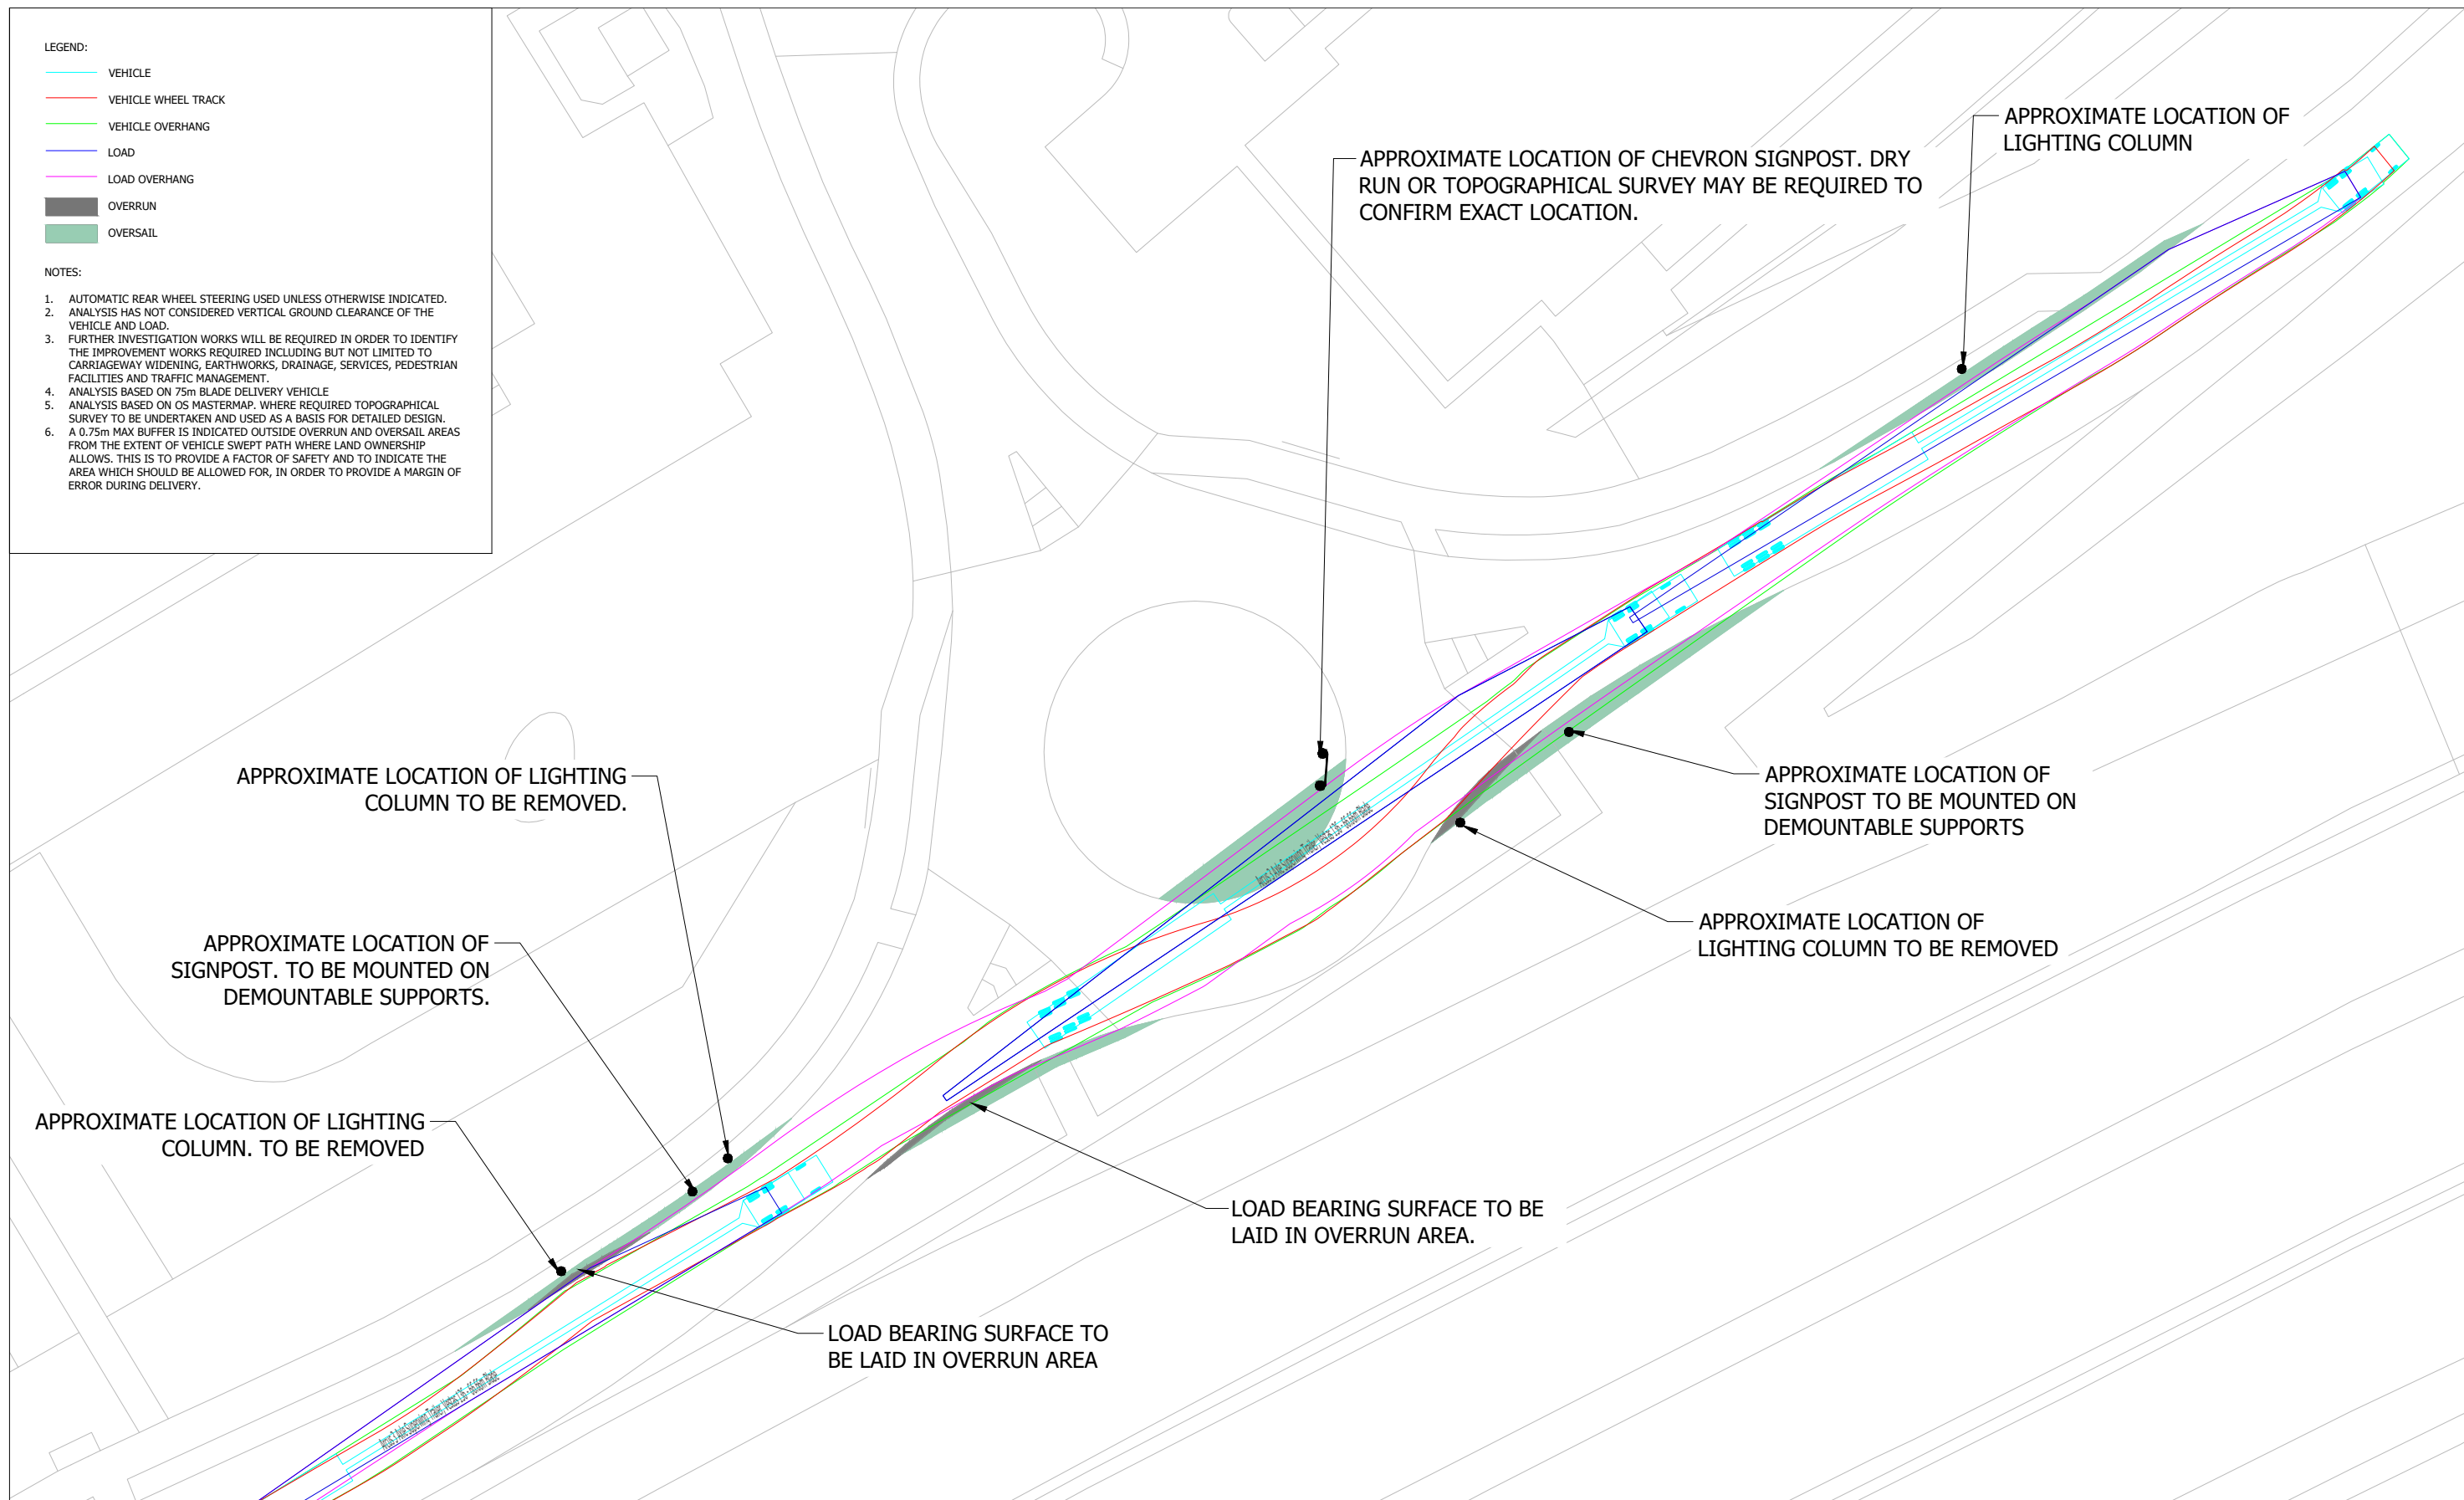 LEGEND:
VEHICLE
VEHICLE WHEEL TRACK
VEHICLE OVERHANG
LOAD
LOAD OVERHANG
OVERRUN
OVERSAIL
NOTES:
1. AUTOMATIC REAR WHEEL STEERING USED UNLESS OTHERWISE INDICATED.
2. ANALYSIS HAS NOT CONSIDERED VERTICAL GROUND CLEARANCE OF THE
VEHICLE AND LOAD.
3. FURTHER INVESTIGATION WORKS WILL BE REQUIRED IN ORDER TO IDENTIFY
THE IMPROVEMENT WORKS REQUIRED INCLUDING BUT NOT LIMITED TO
CARRIAGEWAY WIDENING, EARTHWORKS, DRAINAGE, SERVICES, PEDESTRIAN
FACILITIES AND TRAFFIC MANAGEMENT.
4. ANALYSIS BASED ON 75m BLADE DELIVERY VEHICLE
5. ANALYSIS BASED ON OS MASTERMAP. WHERE REQUIRED TOPOGRAPHICAL
SURVEY TO BE UNDERTAKEN AND USED AS A BASIS FOR DETAILED DESIGN.
6. A 0.75m MAX BUFFER IS INDICATED OUTSIDE OVERRUN AND OVERSAIL AREAS
FROM THE EXTENT OF VEHICLE SWEPT PATH WHERE LAND OWNERSHIP
ALLOWS. THIS IS TO PROVIDE A FACTOR OF SAFETY AND TO INDICATE THE
AREA WHICH SHOULD BE ALLOWED FOR, IN ORDER TO PROVIDE A MARGIN OF
ERROR DURING DELIVERY.
APPROXIMATE LOCATION OF
LIGHTING COLUMN
APPROXIMATE LOCATION OF CHEVRON SIGNPOST. DRY
RUN OR TOPOGRAPHICAL SURVEY MAY BE REQUIRED TO
CONFIRM EXACT LOCATION.
APPROXIMATE LOCATION OF LIGHTING
COLUMN TO BE REMOVED.
APPROXIMATE LOCATION OF
SIGNPOST TO BE MOUNTED ON
DEMOUNTABLE SUPPORTS
APPROXIMATE LOCATION OF
LIGHTING COLUMN TO BE REMOVED
APPROXIMATE LOCATION OF
SIGNPOST. TO BE MOUNTED ON
DEMOUNTABLE SUPPORTS.
APPROXIMATE LOCATION OF LIGHTING
COLUMN. TO BE REMOVED
LOAD BEARING SURFACE TO BE
LAID IN OVERRUN AREA.
LOAD BEARING SURFACE TO
BE LAID IN OVERRUN AREA